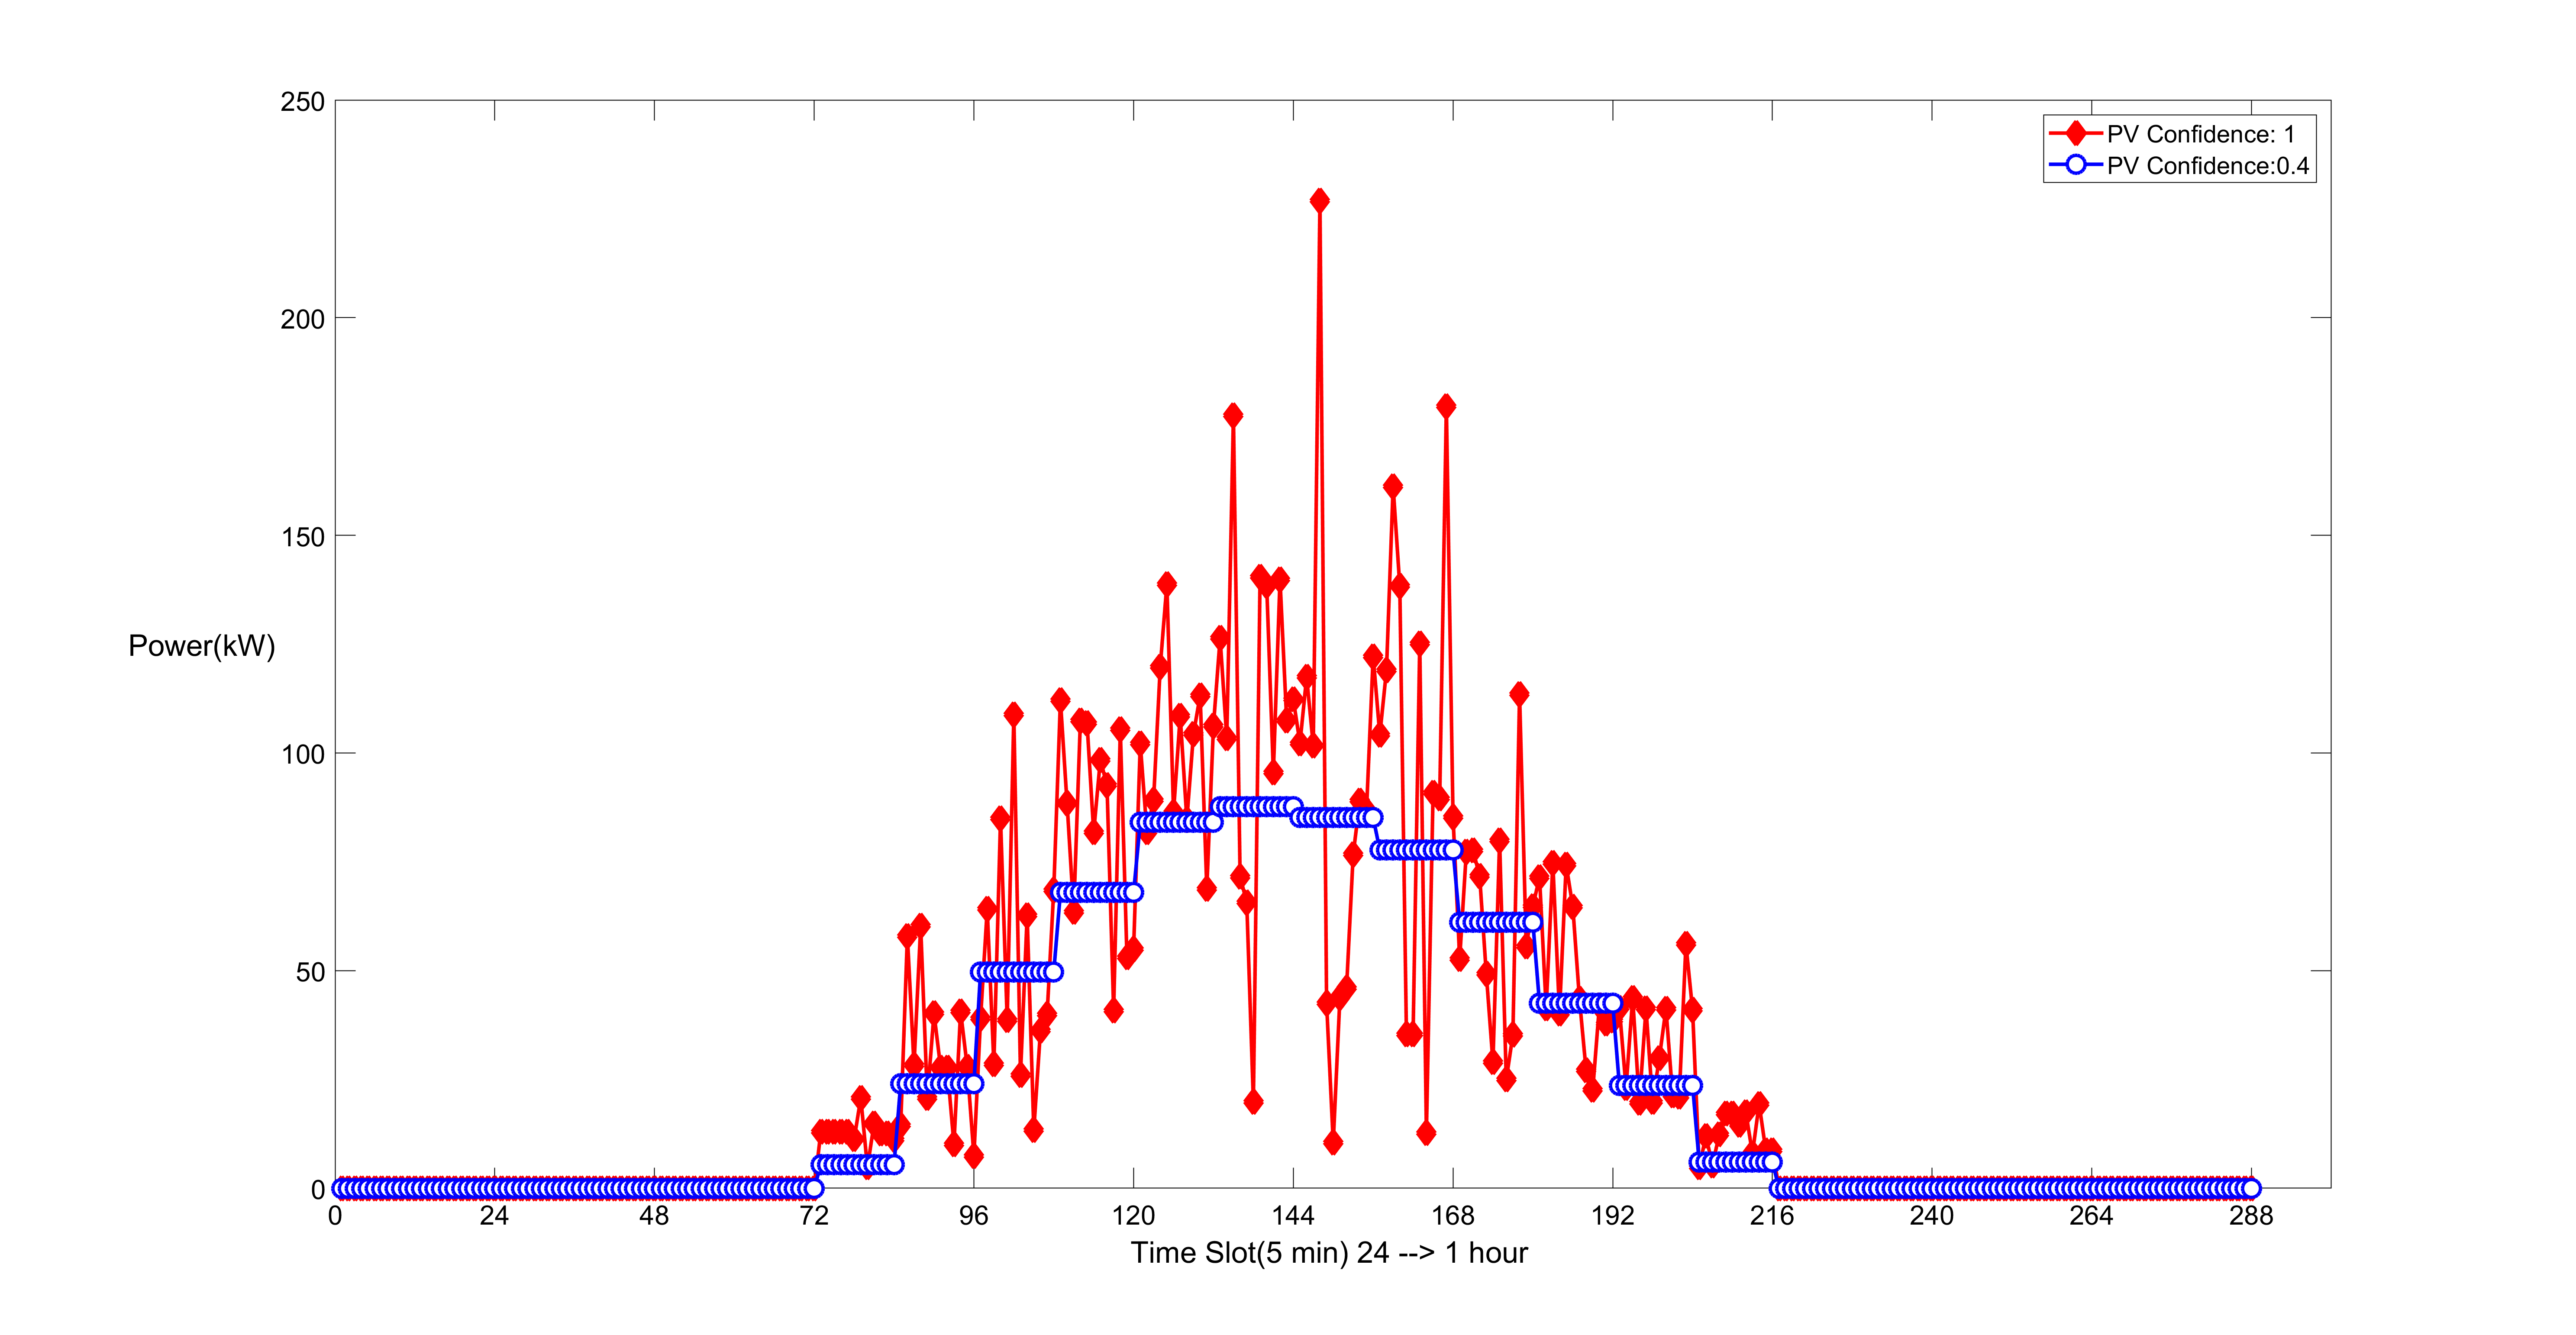 250
PV Confidence: 1
PV Confidence:0.4
200
150
Power(kW)
100
50
0
0 24 48 72 96 120 144 168 192 216 240 264 288
Time Slot(5 min) 24 --> 1 hour